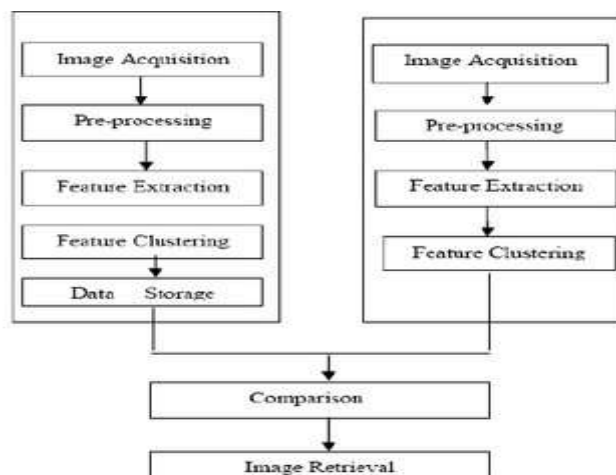 Image Acquisition
Pre-processing
Feature Extraction
Feature Clustering
Data Storage
Image Acquisition
Pre-processing
Feature Extraction
Feature Clustering
Comparison
Image Retrieval